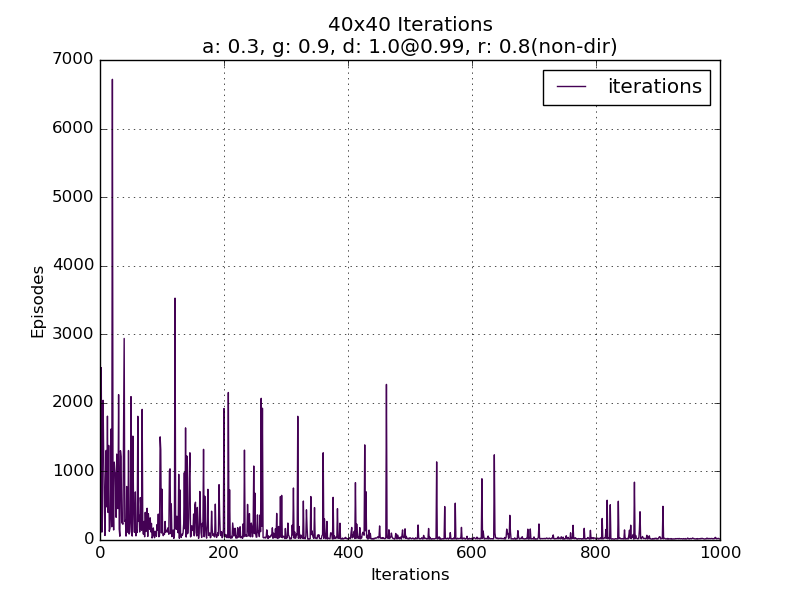 40x40 Iterations
a: 0.3, g: 0.9, d: 1.0@0.99, r: 0.8(non-dir)
7000
iterations
6000
5000
4000
Episodes
3000
2000
1000
0
0 200 400 600 800 1000
Iterations